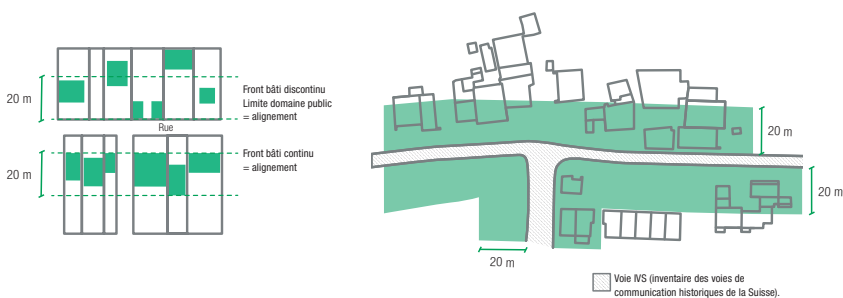 20 m
Front bâti discontinu
Limite domaine public
= alignement
Rue
20 m
Front bâti continu
= alignement
20 m
20 m
20 m
Voie IVS (inventaire des voies de
communication historiques de la Suisse).